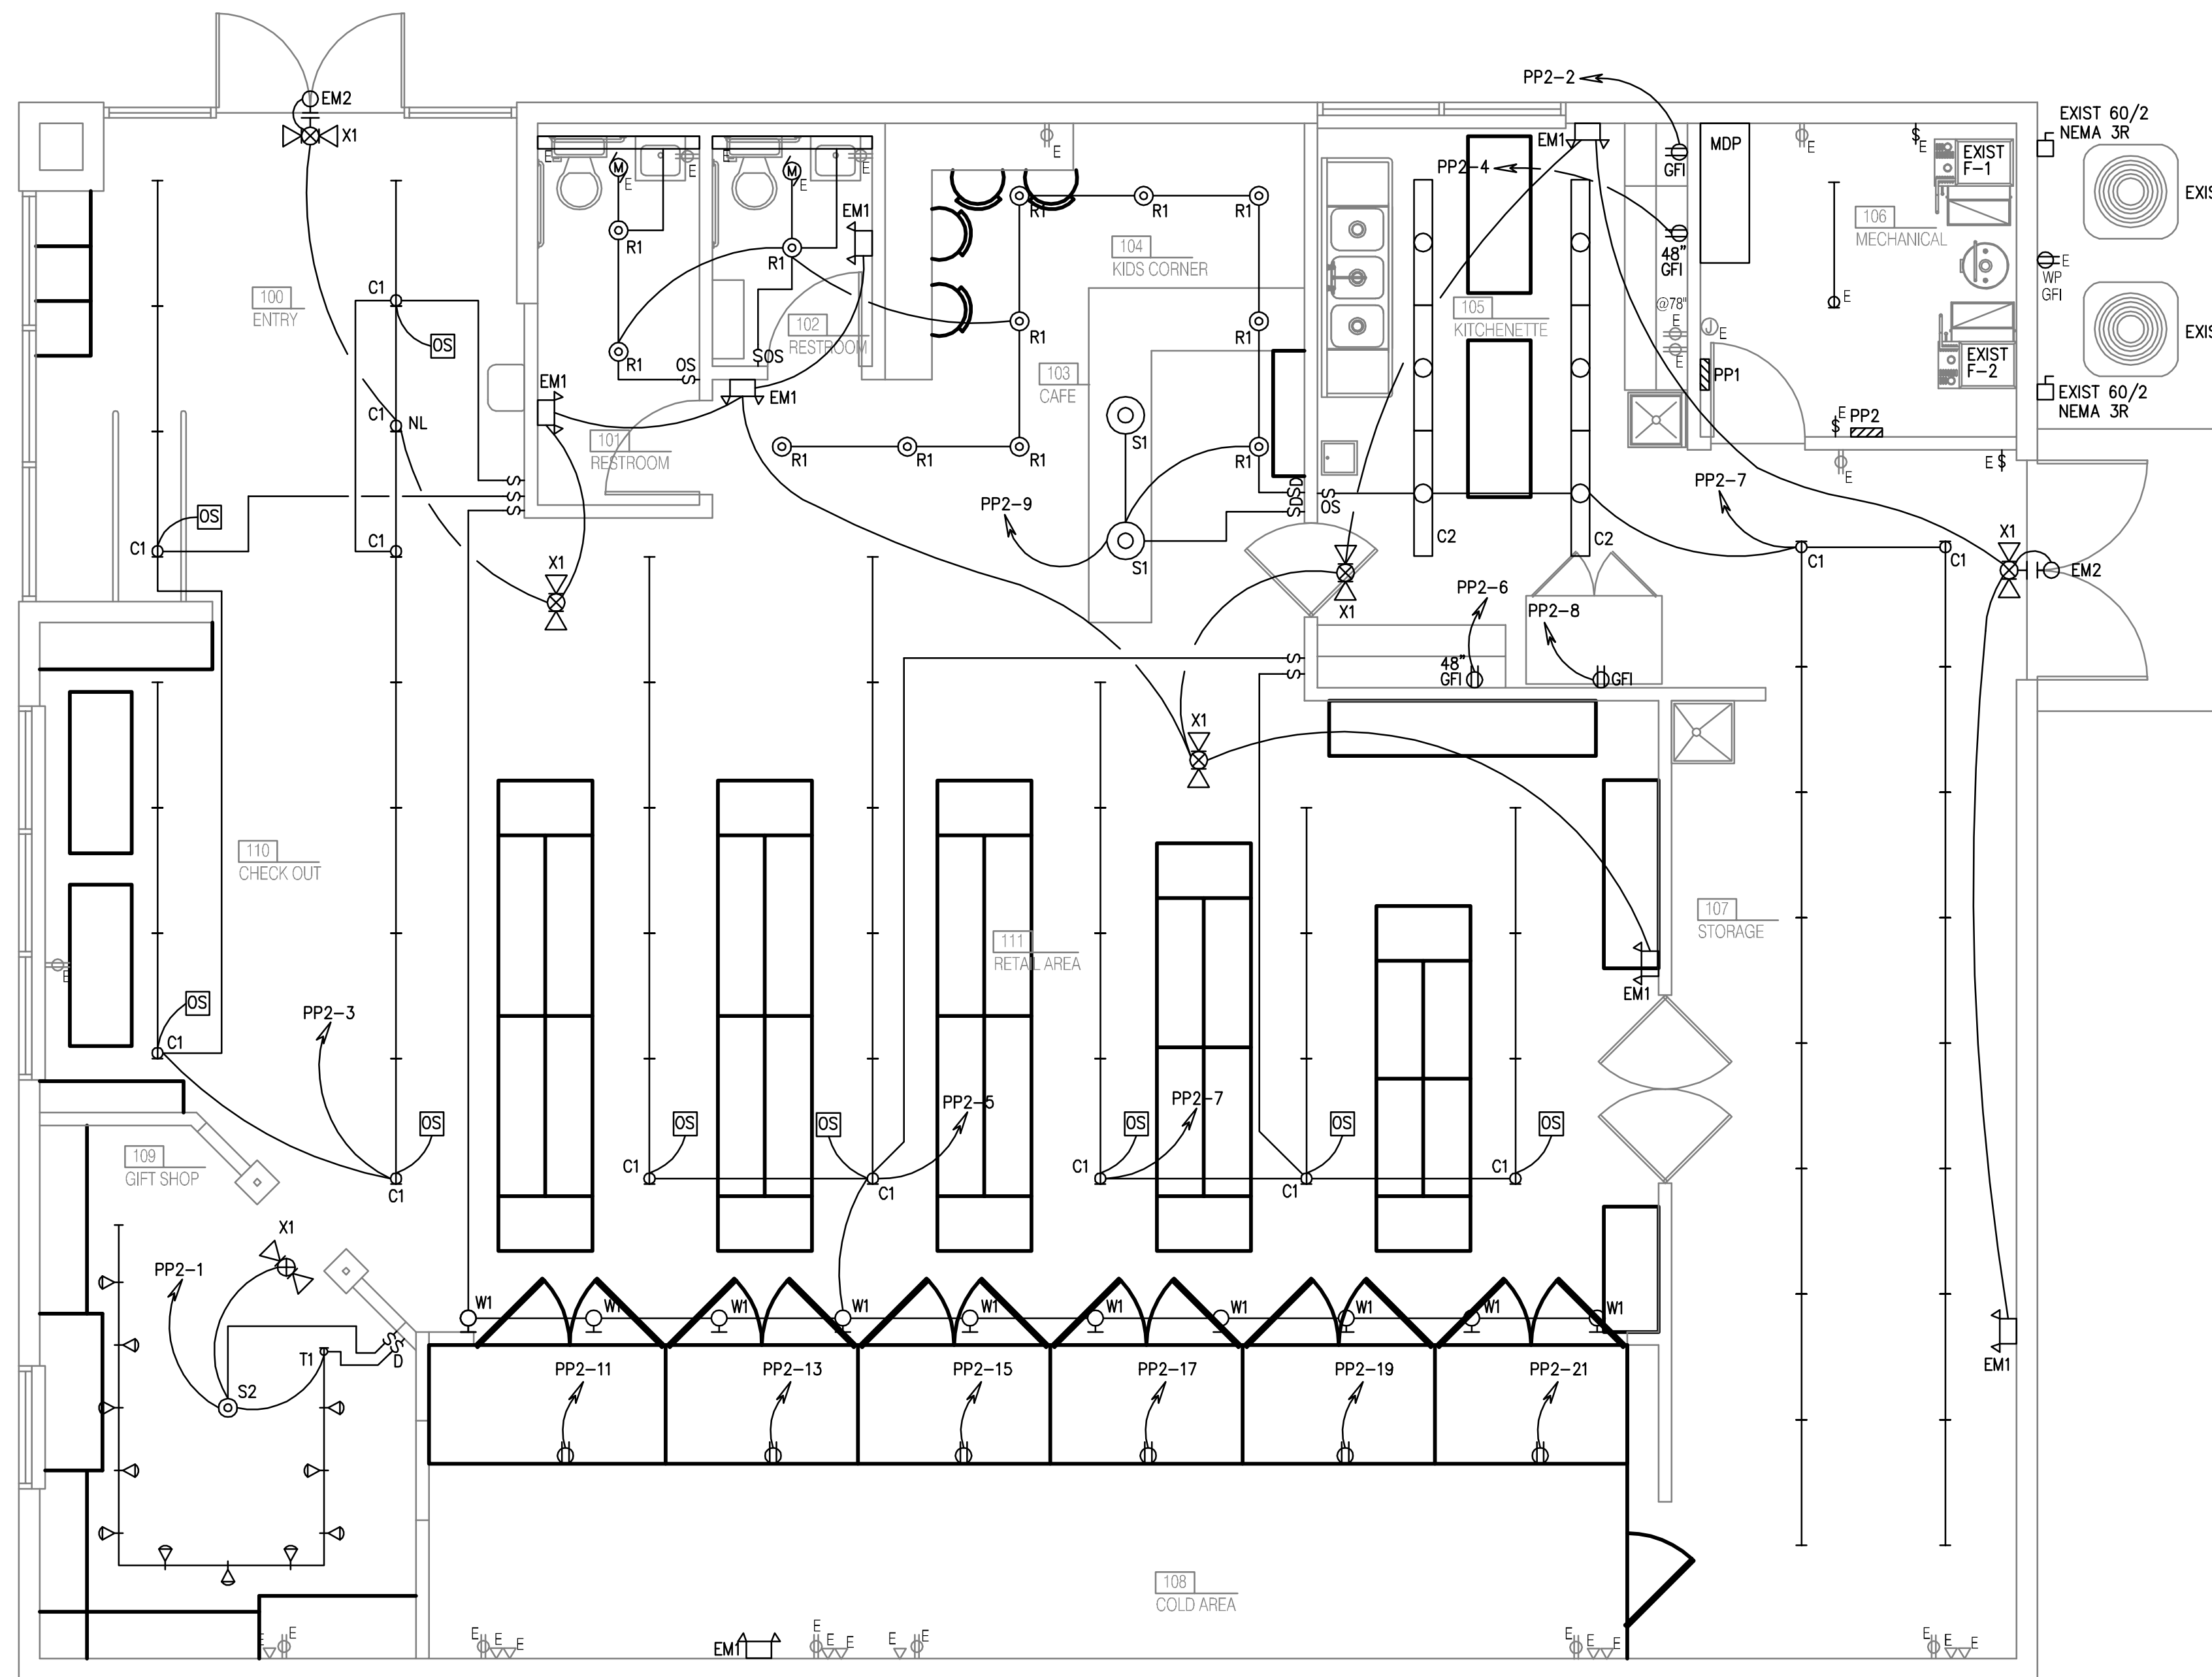 EM2
X1
PP2-2
EXIST 60/2
NEMA 3R
EM1
MDP
EXIST
F-1
GFI
PP2-4
E
E
E
E
E
E
E
E
M
E
M
E
EXIS
EM1
R1
R1
R1
R1
R1
106
MECHANICAL
104
KIDS CORNER
48"
GFI
E
WP
GFI
100
ENTRY
C1
@78"
E
E
E
105
KITCHENETTE
102
RESTROOM
J E
R1
R1
EXIS
OS
R1
OS
SOS
EXIST
F-2
S
103
CAFE
PP1
EM1
EM1
EXIST 60/2
NEMA 3R
C1
NL
S1
E PP2
$
101
RESTROOM
R1
R1
R1
R1
E
E $
S
S
S
SD
SD
S
OS
PP2-9
PP2-7
OS
C1
C1
S1
C2
C2
X1
C1
C1
EM2
X1
X1
PP2-6
PP2-8
S
S
48"
GFI
GFI
X1
110
CHECK OUT
111
RETAIL AREA
107
STORAGE
E
EM1
OS
PP2-3
C1
PP2-5
PP2-7
OS
OS
OS
OS
OS
OS
109
GIFT SHOP
C1
C1
C1
C1
C1
C1
X1
PP2-1
W1
W1
W1
W1
W1
W1
W1
W1
W1
W1
S
S
D
T1
EM1
S2
PP2-11
PP2-13
PP2-15
PP2-17
PP2-19
PP2-21
108
COLD AREA
E
E
E
E
E
EM1
E
E
E
E
E
E
E
E
E
E
E